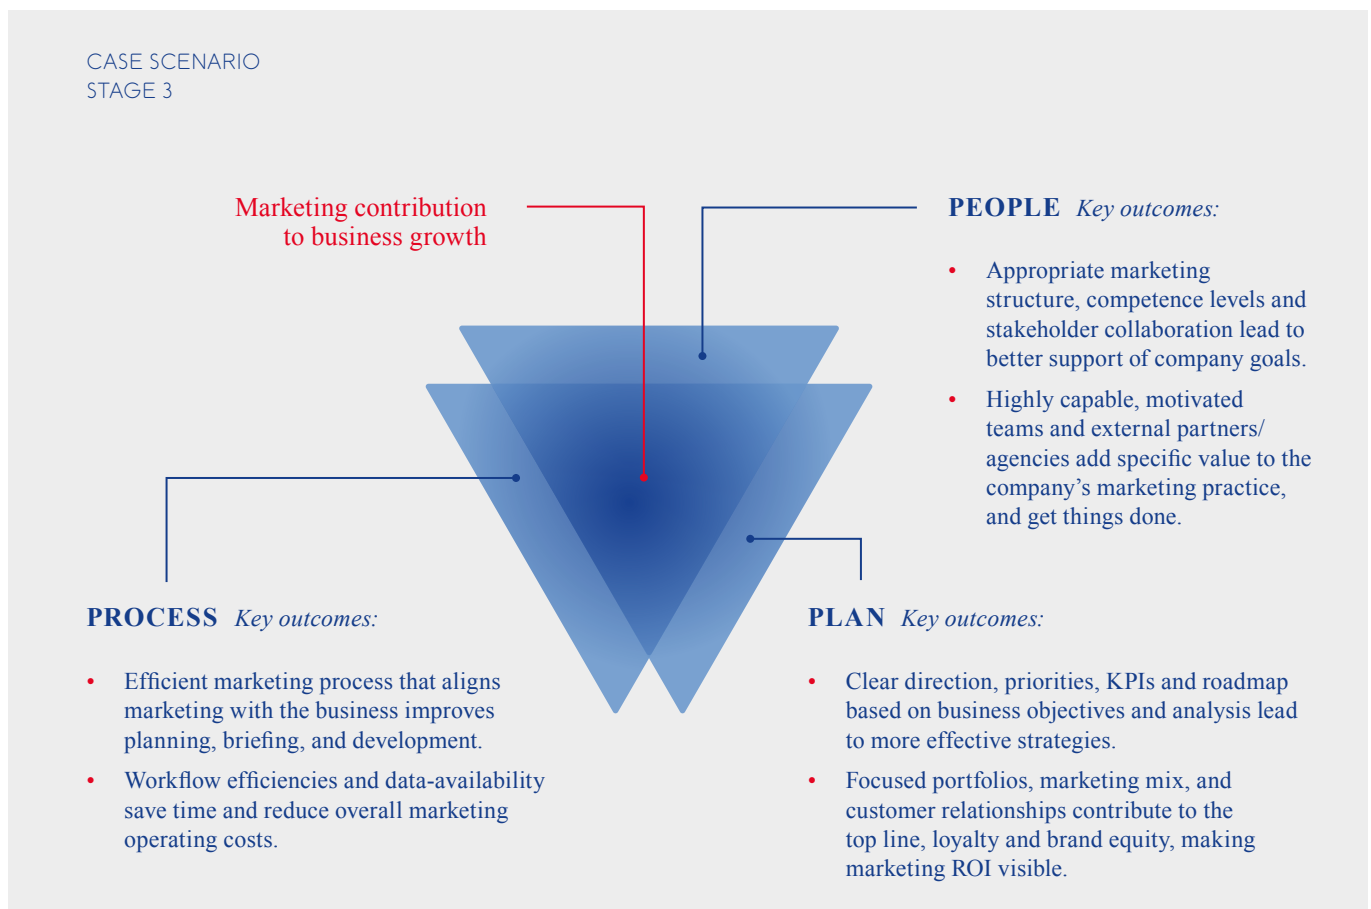 CASE SCENARIO
STAGE 3
Marketing contribution
to business growth
PEOPLE Key outcomes:
• Appropriate marketing
structure, competence levels and
stakeholder collaboration lead to
better support of company goals.
• Highly capable, motivated
teams and external partners/
agencies add specific value to the
company’s marketing practice,
and get things done.
PROCESS Key outcomes:
• Efficient marketing process that aligns
marketing with the business improves
planning, briefing, and development.
• Workflow efficiencies and data-availability
save time and reduce overall marketing
operating costs.
PLAN Key outcomes:
• Clear direction, priorities, KPIs and roadmap
based on business objectives and analysis lead
to more effective strategies.
• Focused portfolios, marketing mix, and
customer relationships contribute to the
top line, loyalty and brand equity, making
marketing ROI visible.